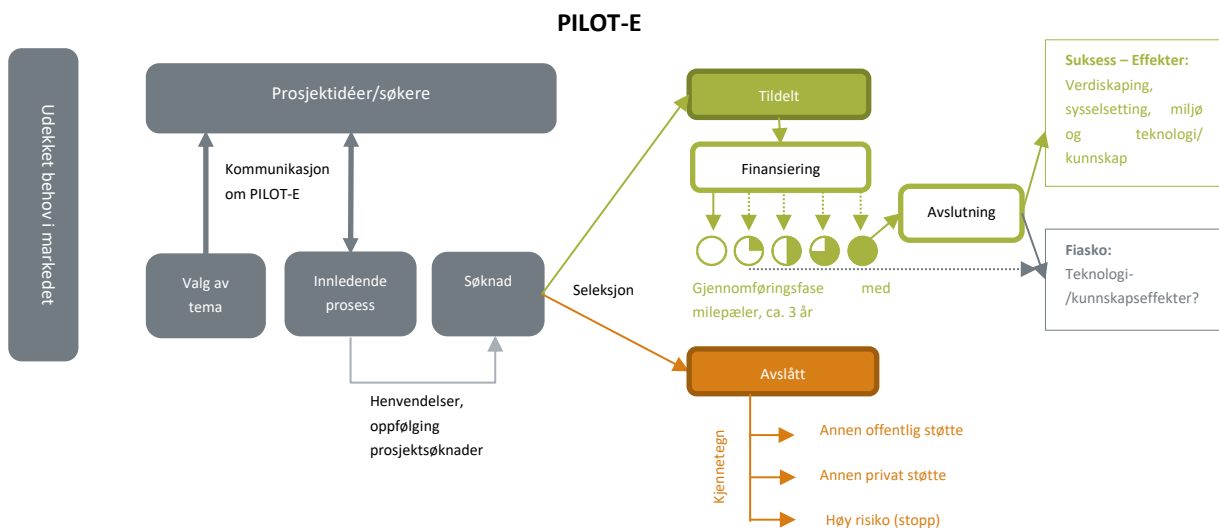 PILOT-E
Udekket behov i markedet
Prosjektidéer/søkere
Kommunikasjon
om PILOT-E
Valg av
tema
Innledende
prosess
Søknad
Henvendelser,
oppfølging
prosjektsøknader
Seleksjon
Tildelt
Finansiering
Gjennomføringsfase med
milepæler, ca. 3 år
Avslutning
Suksess – Effekter:
Verdiskaping,
sysselsetting, miljø
og teknologi/
kunnskap
Fiasko:
Teknologi-
/kunnskapseffekter?
Avslått
Kjennetegn
Annen offentlig støtte
Annen privat støtte
Høy risiko (stopp)